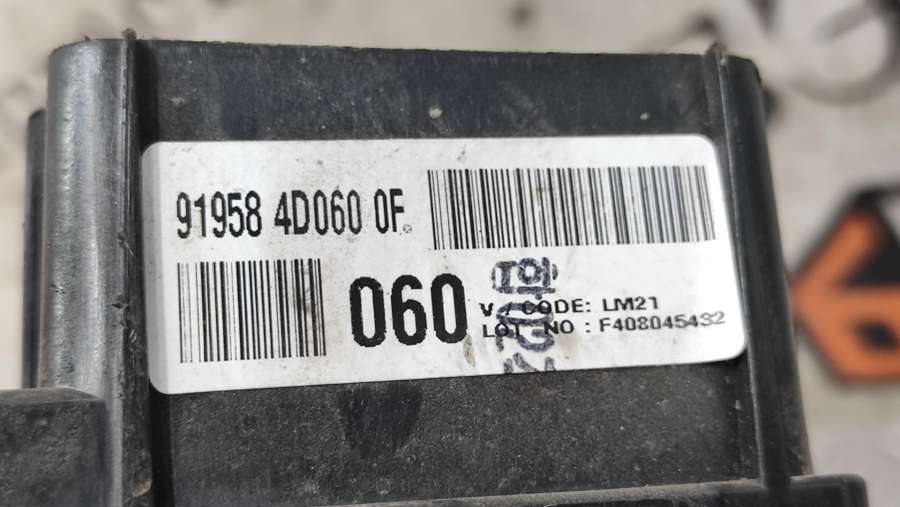 91958 4D060 0F
060
V / CODE: LM21
LOT NO : F408045432